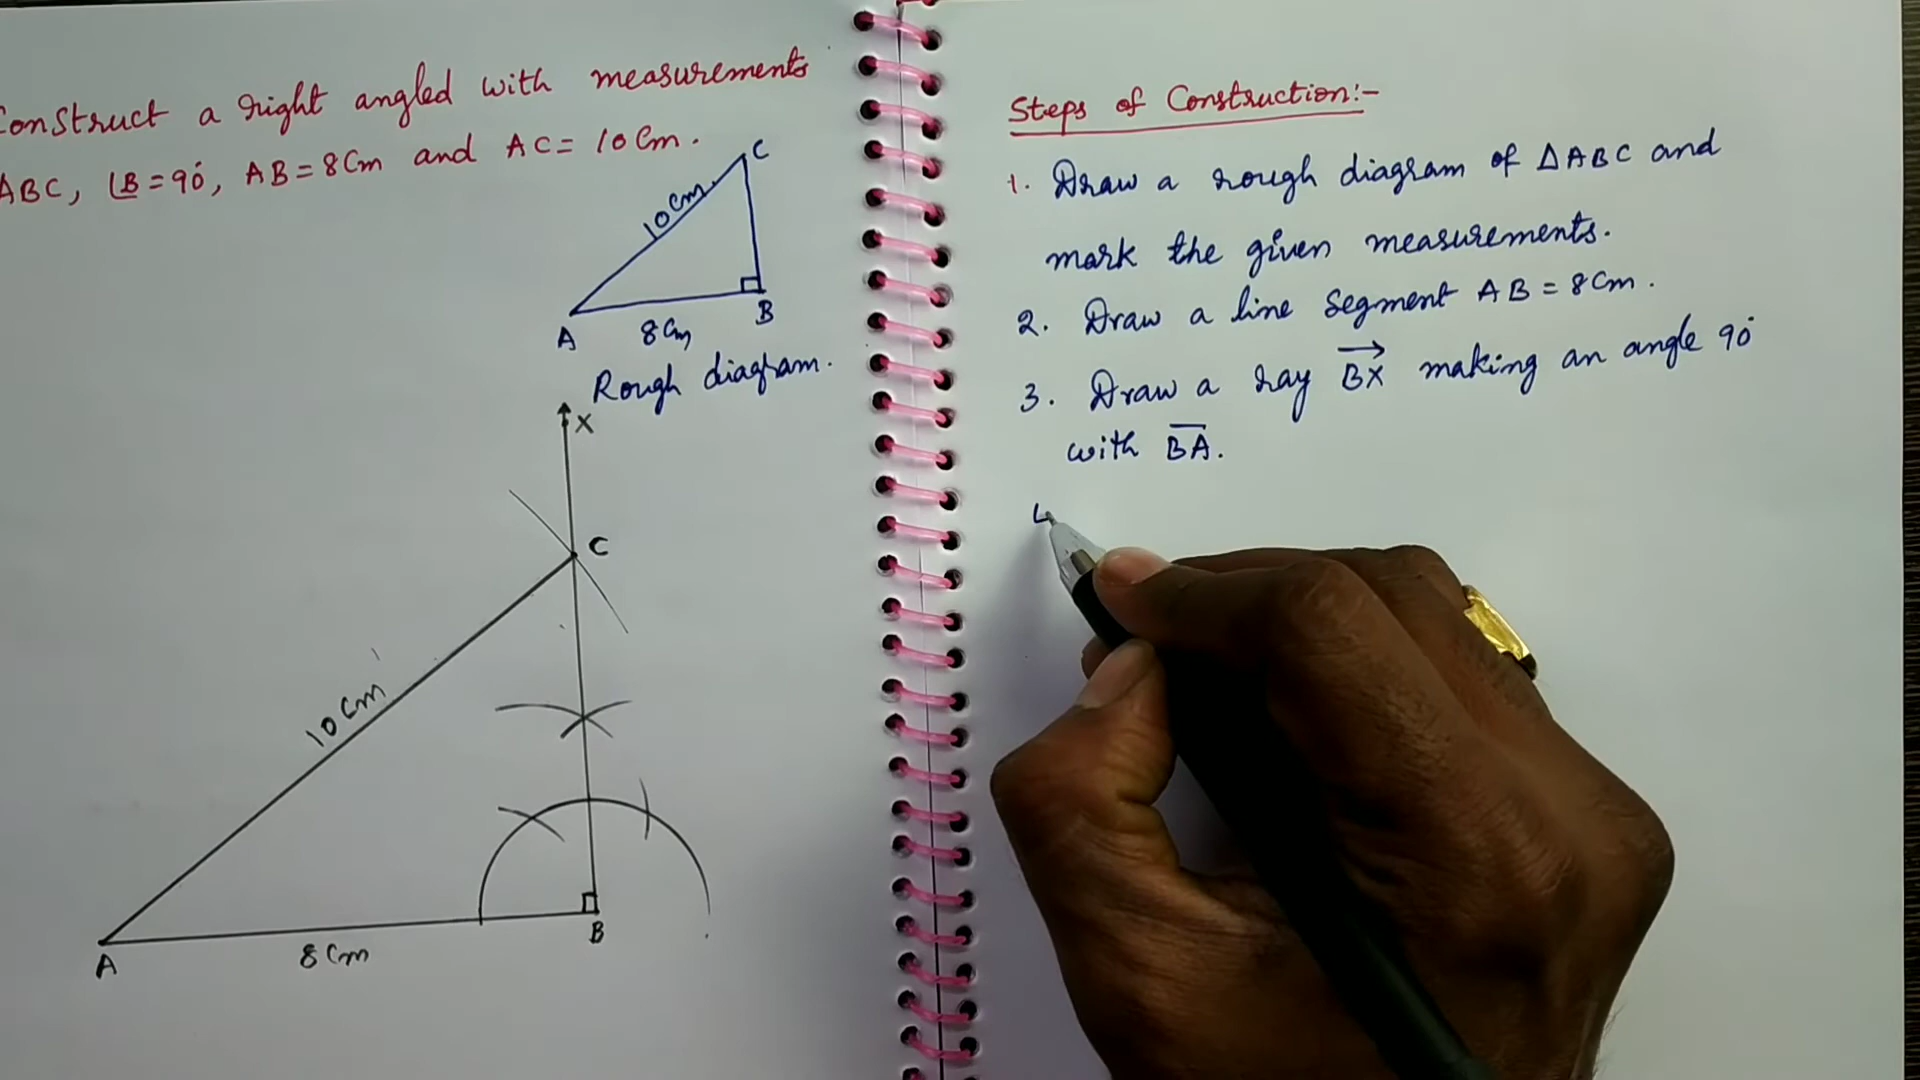 Construct a right angled with measurements
ABC, ∠B = 90°, AB = 8 Cm and AC = 10 Cm.
C
10 Cm
A
8 Cm
B
Rough diagram.
X
C
10 Cm
A
8 Cm
B
Steps of Construction:-
1. Draw a rough diagram of ΔABC and
mark the given measurements.
2. Draw a line segment AB = 8 Cm.
3. Draw a ray BX making an angle 90°
with BA.
4